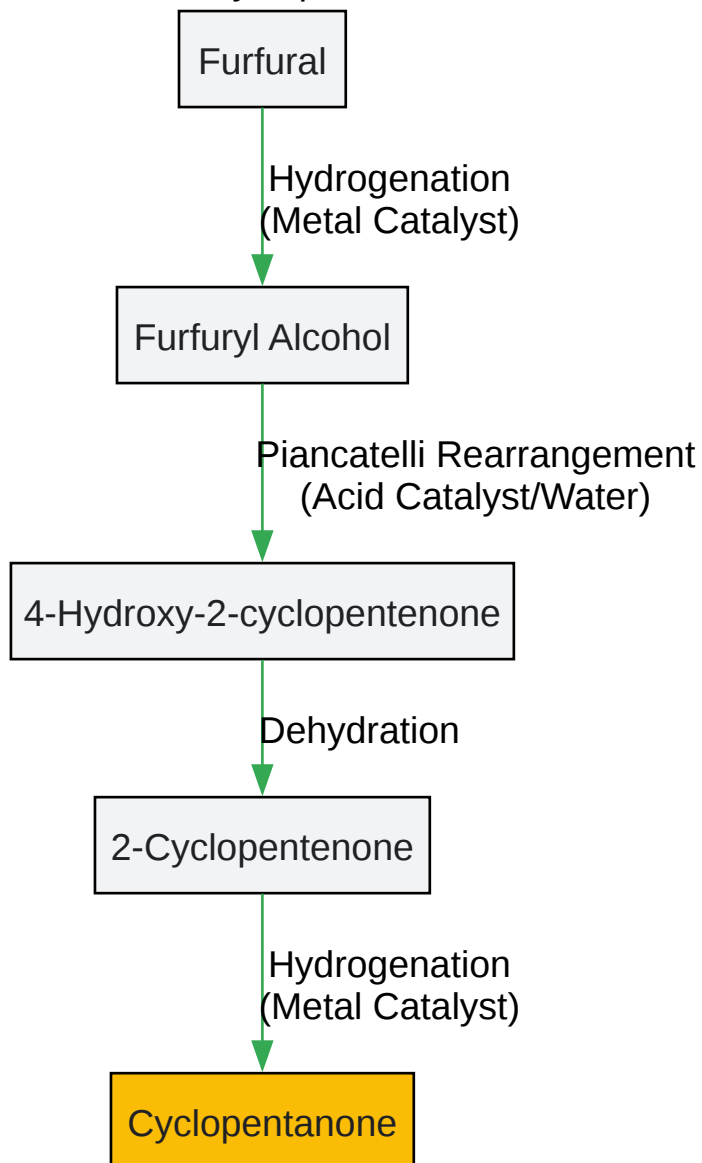 Furfural
Hydrogenation
(Metal Catalyst)
Furfuryl Alcohol
Piancatelli Rearrangement
(Acid Catalyst/Water)
4-Hydroxy-2-cyclopentenone
Dehydration
2-Cyclopentenone
Hydrogenation
(Metal Catalyst)
Cyclopentanone